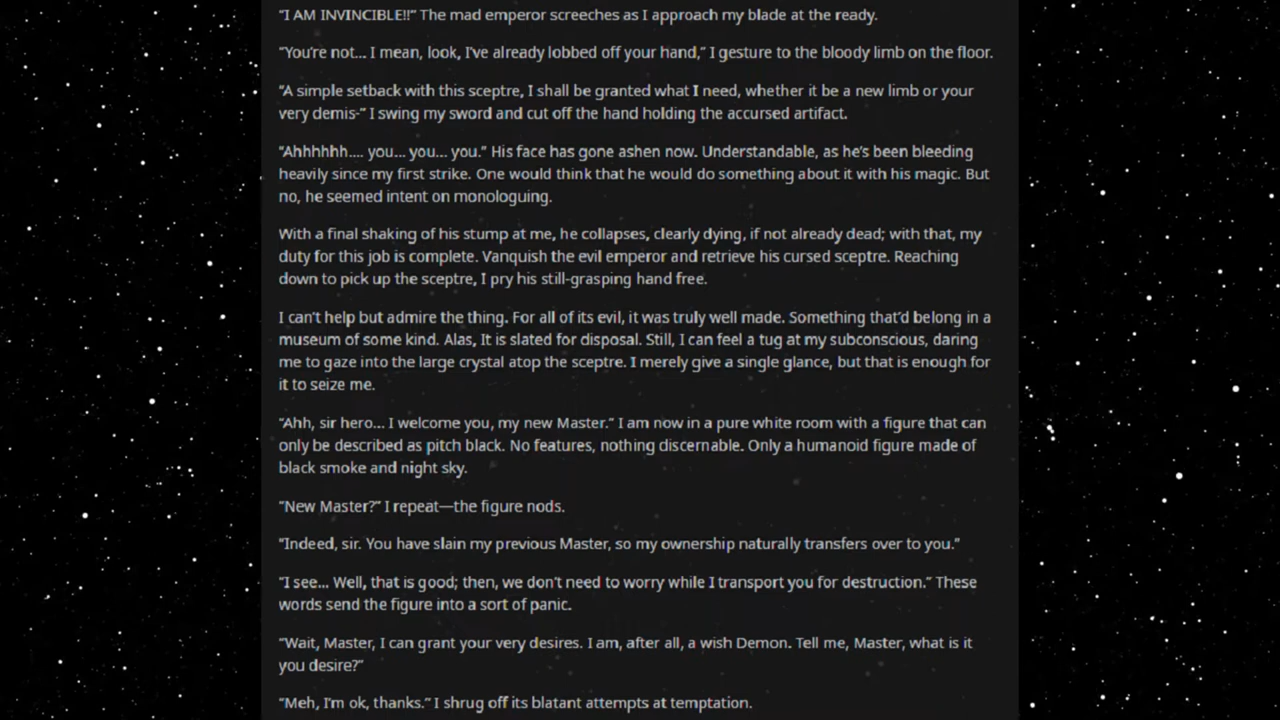 “I AM INVINCIBLE!!” The mad emperor screeches as I approach my blade at the ready.
“You’re not... I mean, look, I’ve already lobbed off your hand,” I gesture to the bloody limb on the floor.
“A simple setback with this sceptre, I shall be granted what I need, whether it be a new limb or your
very demis-” I swing my sword and cut off the hand holding the accursed artifact.
“Ahhhhhh.... you... you... you.” His face has gone ashen now. Understandable, as he’s been bleeding
heavily since my first strike. One would think that he would do something about it with his magic. But
no, he seemed intent on monologuing.
With a final shaking of his stump at me, he collapses, clearly dying, if not already dead; with that, my
duty for this job is complete. Vanquish the evil emperor and retrieve his cursed sceptre. Reaching
down to pick up the sceptre, I pry his still-grasping hand free.
I can’t help but admire the thing. For all of its evil, it was truly well made. Something that’d belong in a
museum of some kind. Alas, It is slated for disposal. Still, I can feel a tug at my subconscious, daring
me to gaze into the large crystal atop the sceptre. I merely give a single glance, but that is enough for
it to seize me.
“Ahh, sir hero... I welcome you, my new Master.” I am now in a pure white room with a figure that can
only be described as pitch black. No features, nothing discernable. Only a humanoid figure made of
black smoke and night sky.
“New Master?” I repeat—the figure nods.
“Indeed, sir. You have slain my previous Master, so my ownership naturally transfers over to you.”
“I see... Well, that is good; then, we don’t need to worry while I transport you for destruction.” These
words send the figure into a sort of panic.
“Wait, Master, I can grant your very desires. I am, after all, a wish Demon. Tell me, Master, what is it
you desire?”
“Meh, I’m ok, thanks.” I shrug off its blatant attempts at temptation.